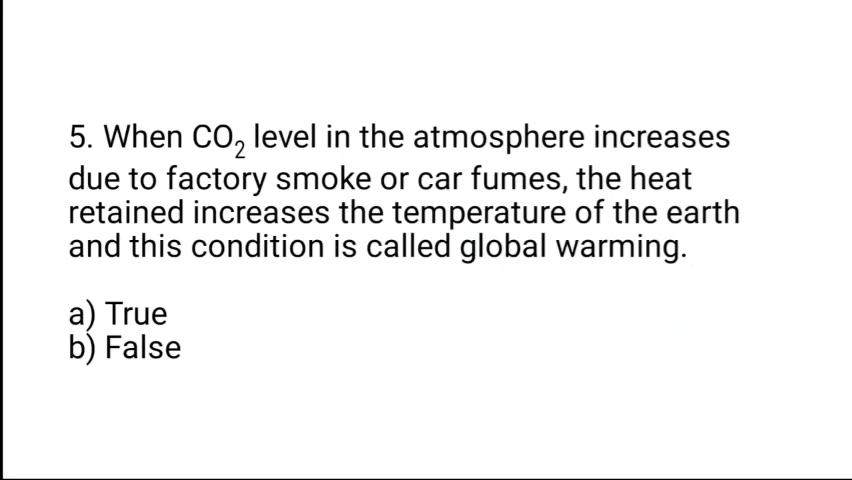 5. When CO₂ level in the atmosphere increases
due to factory smoke or car fumes, the heat
retained increases the temperature of the earth
and this condition is called global warming.
a) True
b) False